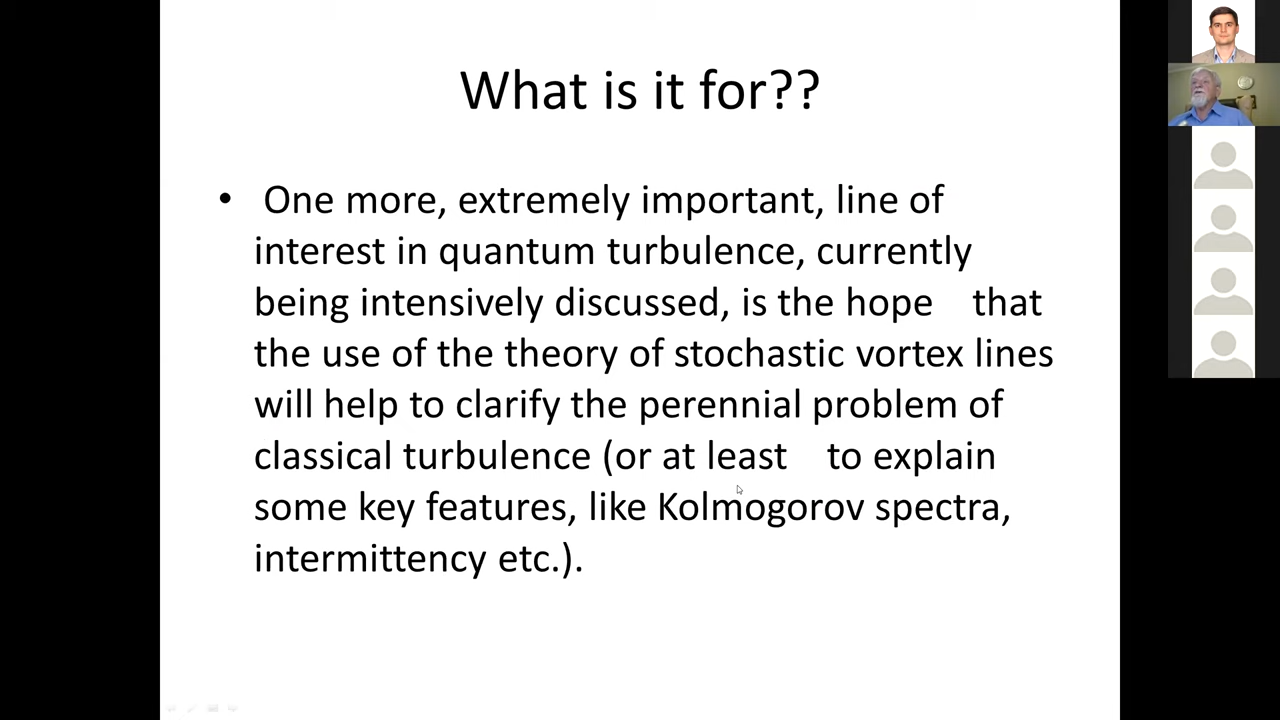 What is it for??
• One more, extremely important, line of
interest in quantum turbulence, currently
being intensively discussed, is the hope that
the use of the theory of stochastic vortex lines
will help to clarify the perennial problem of
classical turbulence (or at least to explain
some key features, like Kolmogorov spectra,
intermittency etc.).